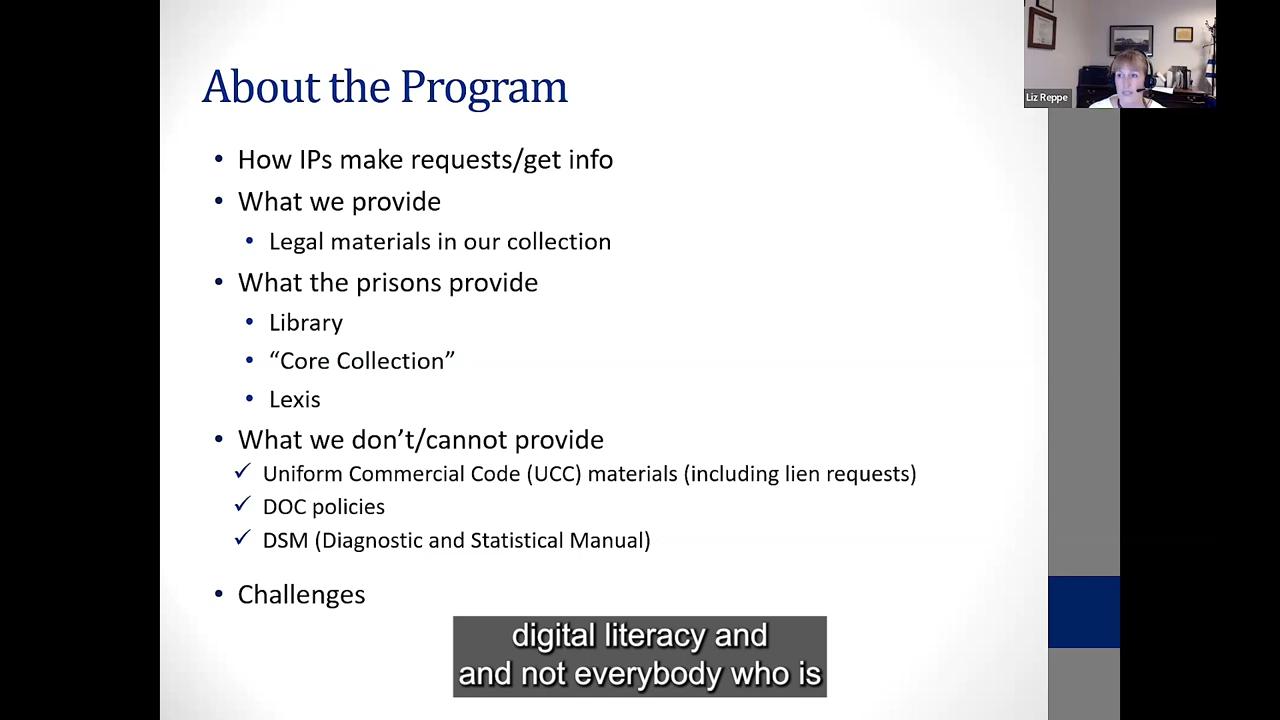 About the Program
Liz Reppe
• How IPs make requests/get info
• What we provide
• Legal materials in our collection
• What the prisons provide
• Library
• “Core Collection”
• Lexis
• What we don’t/cannot provide
✓ Uniform Commercial Code (UCC) materials (including lien requests)
✓ DOC policies
✓ DSM (Diagnostic and Statistical Manual)
• Challenges
digital literacy and
and not everybody who is